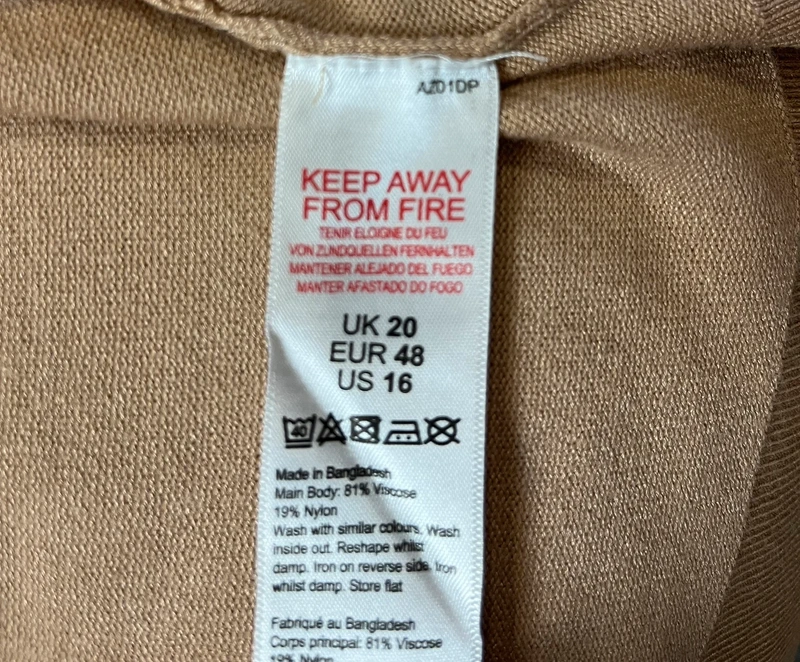 AZ01DP
KEEP AWAY
FROM FIRE
TENIR ELOIGNE DU FEU
VON ZUNDQUELLEN FERNHALTEN
MANTENER ALEJADO DEL FUEGO
MANTER AFASTADO DO FOGO
UK 20
EUR 48
US 16
40
Made in Bangladesh
Main Body: 81% Viscose
19% Nylon
Wash with similar colours. Wash
inside out. Reshape whilst
damp. Iron on reverse side. Iron
whilst damp. Store flat
Fabriqué au Bangladesh
Corps principal: 81% Viscose
19% Nylon